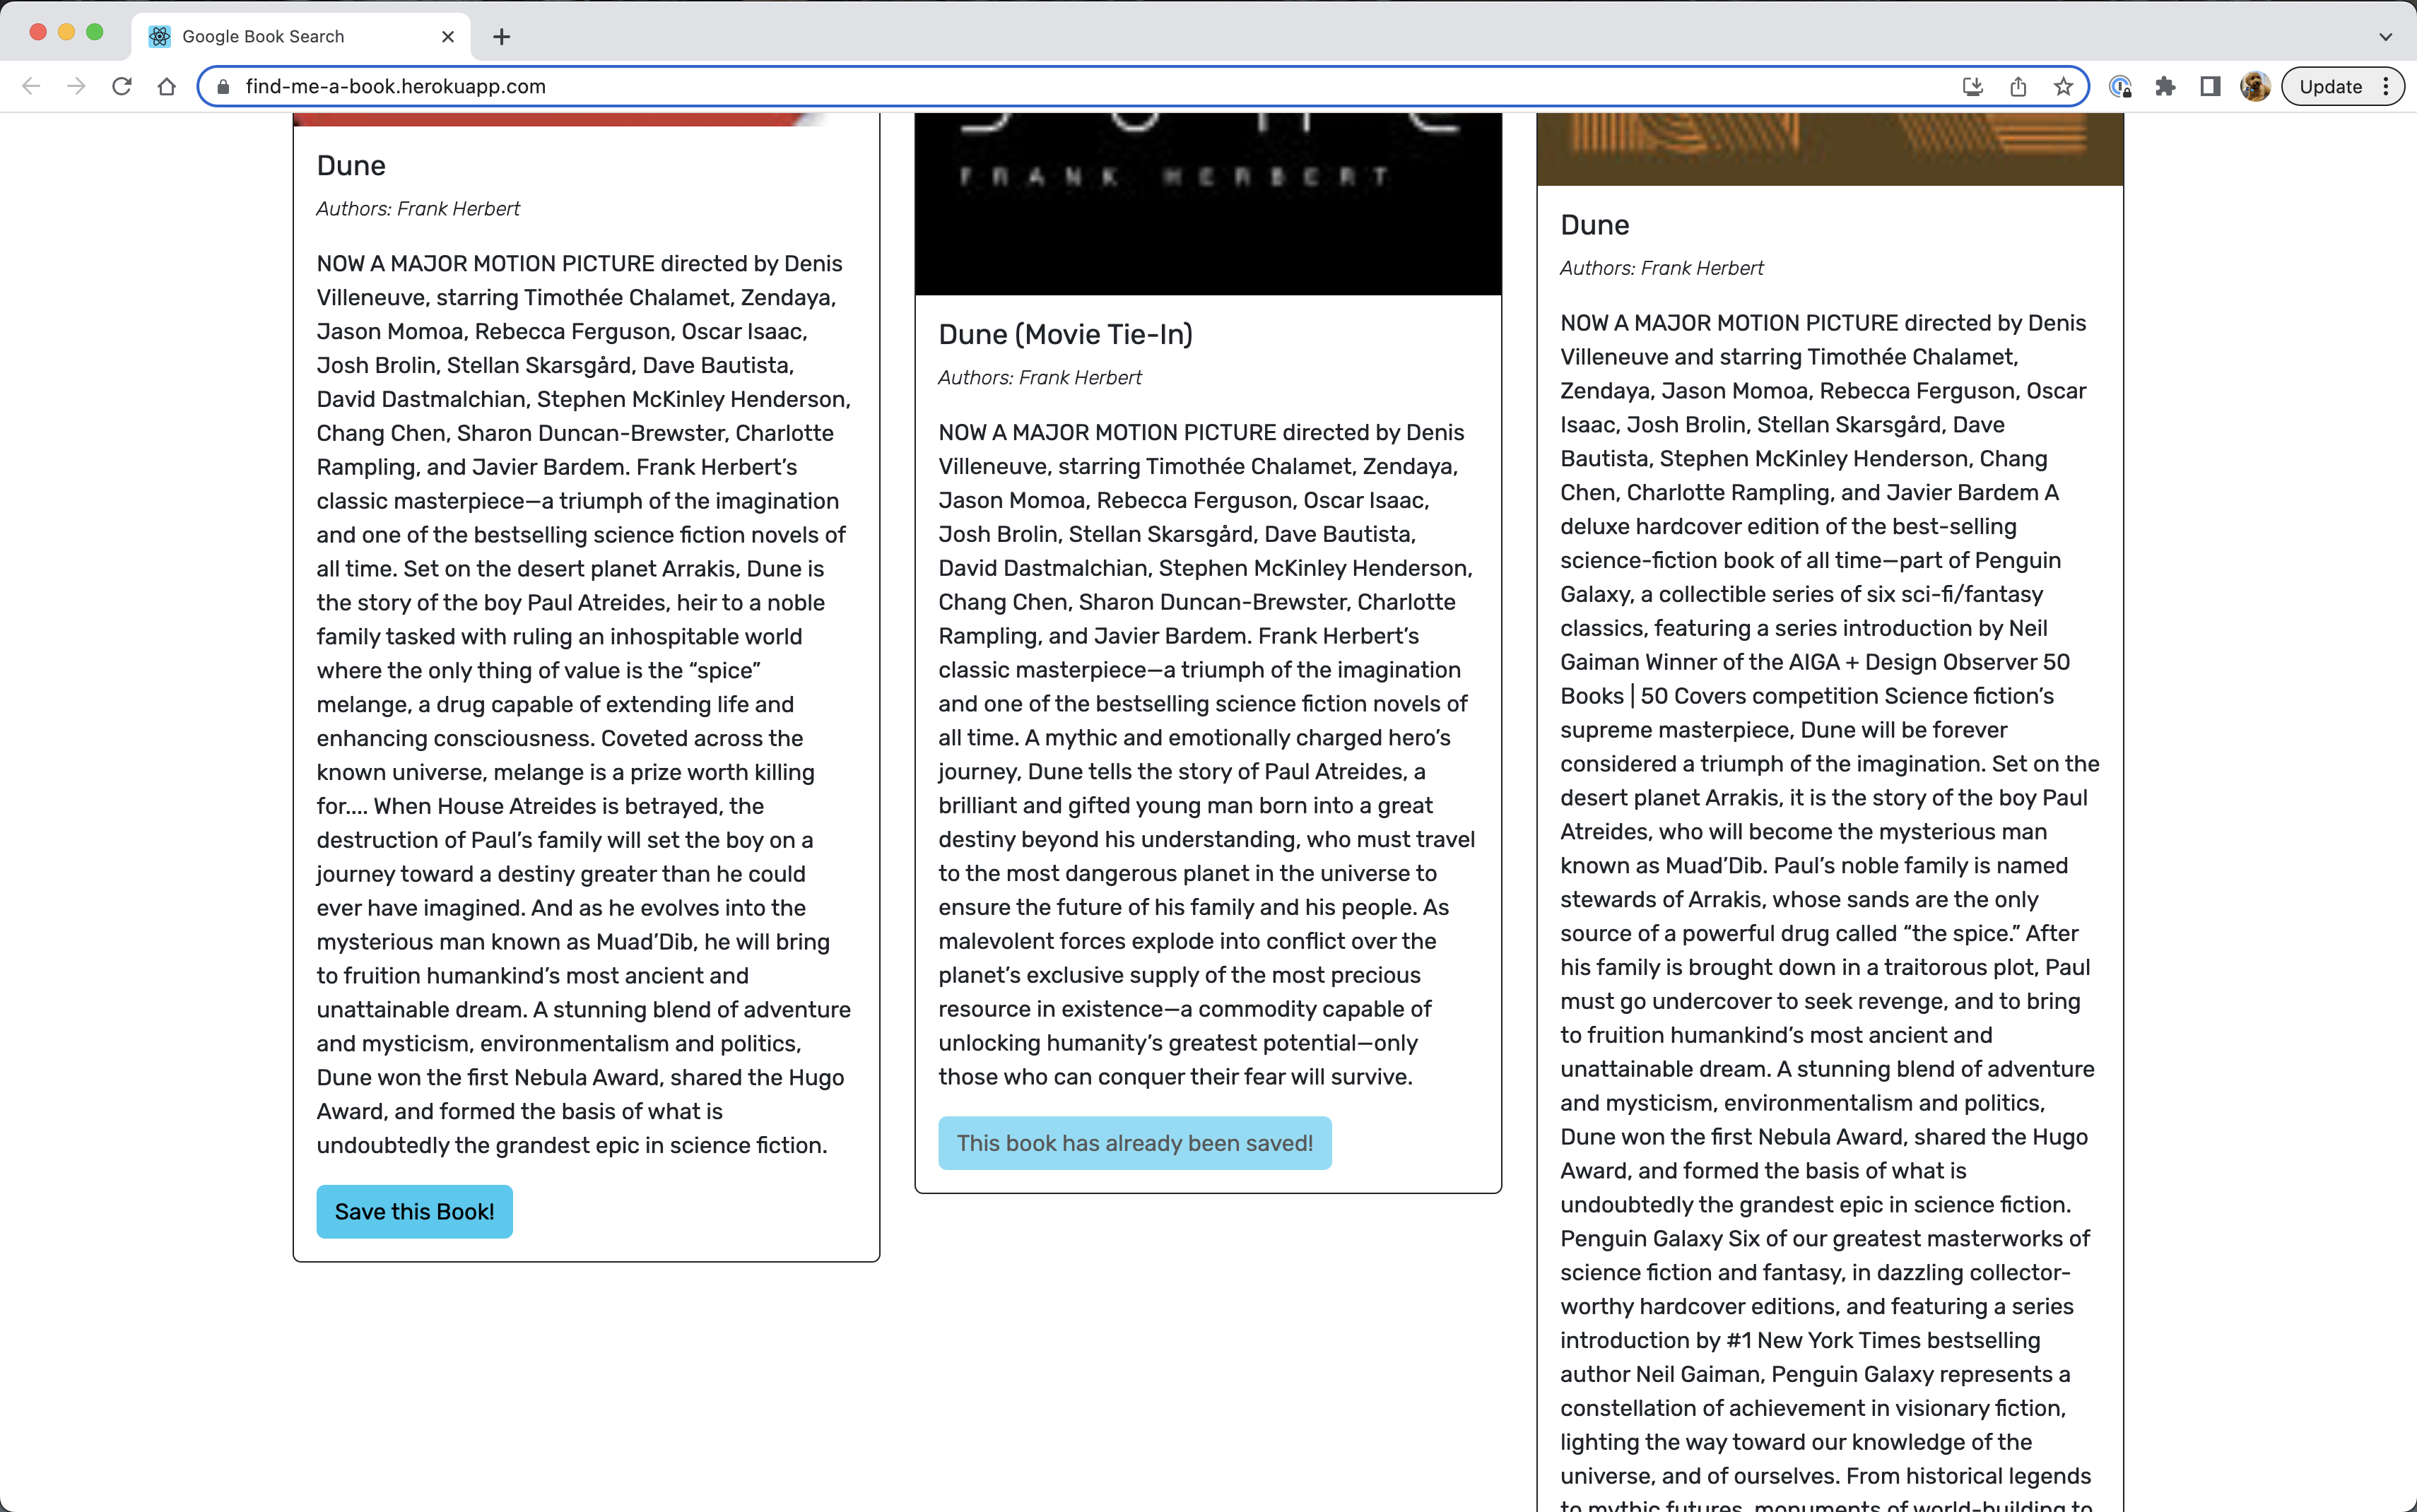 Google Book Search
find-me-a-book.herokuapp.com
Update
Dune
Authors: Frank Herbert
NOW A MAJOR MOTION PICTURE directed by Denis
Villeneuve, starring Timothée Chalamet, Zendaya,
Jason Momoa, Rebecca Ferguson, Oscar Isaac,
Josh Brolin, Stellan Skarsgård, Dave Bautista,
David Dastmalchian, Stephen McKinley Henderson,
Chang Chen, Sharon Duncan-Brewster, Charlotte
Rampling, and Javier Bardem. Frank Herbert’s
classic masterpiece—a triumph of the imagination
and one of the bestselling science fiction novels of
all time. Set on the desert planet Arrakis, Dune is
the story of the boy Paul Atreides, heir to a noble
family tasked with ruling an inhospitable world
where the only thing of value is the “spice”
melange, a drug capable of extending life and
enhancing consciousness. Coveted across the
known universe, melange is a prize worth killing
for.... When House Atreides is betrayed, the
destruction of Paul’s family will set the boy on a
journey toward a destiny greater than he could
ever have imagined. And as he evolves into the
mysterious man known as Muad’Dib, he will bring
to fruition humankind’s most ancient and
unattainable dream. A stunning blend of adventure
and mysticism, environmentalism and politics,
Dune won the first Nebula Award, shared the Hugo
Award, and formed the basis of what is
undoubtedly the grandest epic in science fiction.
Save this Book!
FRANK HERBERT
Dune (Movie Tie-In)
Authors: Frank Herbert
NOW A MAJOR MOTION PICTURE directed by Denis
Villeneuve, starring Timothée Chalamet, Zendaya,
Jason Momoa, Rebecca Ferguson, Oscar Isaac,
Josh Brolin, Stellan Skarsgård, Dave Bautista,
David Dastmalchian, Stephen McKinley Henderson,
Chang Chen, Sharon Duncan-Brewster, Charlotte
Rampling, and Javier Bardem. Frank Herbert’s
classic masterpiece—a triumph of the imagination
and one of the bestselling science fiction novels of
all time. A mythic and emotionally charged hero’s
journey, Dune tells the story of Paul Atreides, a
brilliant and gifted young man born into a great
destiny beyond his understanding, who must travel
to the most dangerous planet in the universe to
ensure the future of his family and his people. As
malevolent forces explode into conflict over the
planet’s exclusive supply of the most precious
resource in existence—a commodity capable of
unlocking humanity’s greatest potential—only
those who can conquer their fear will survive.
This book has already been saved!
Dune
Authors: Frank Herbert
NOW A MAJOR MOTION PICTURE directed by Denis
Villeneuve and starring Timothée Chalamet,
Zendaya, Jason Momoa, Rebecca Ferguson, Oscar
Isaac, Josh Brolin, Stellan Skarsgård, Dave
Bautista, Stephen McKinley Henderson, Chang
Chen, Charlotte Rampling, and Javier Bardem A
deluxe hardcover edition of the best-selling
science-fiction book of all time—part of Penguin
Galaxy, a collectible series of six sci-fi/fantasy
classics, featuring a series introduction by Neil
Gaiman Winner of the AIGA + Design Observer 50
Books | 50 Covers competition Science fiction’s
supreme masterpiece, Dune will be forever
considered a triumph of the imagination. Set on the
desert planet Arrakis, it is the story of the boy Paul
Atreides, who will become the mysterious man
known as Muad’Dib. Paul’s noble family is named
stewards of Arrakis, whose sands are the only
source of a powerful drug called “the spice.” After
his family is brought down in a traitorous plot, Paul
must go undercover to seek revenge, and to bring
to fruition humankind’s most ancient and
unattainable dream. A stunning blend of adventure
and mysticism, environmentalism and politics,
Dune won the first Nebula Award, shared the Hugo
Award, and formed the basis of what is
undoubtedly the grandest epic in science fiction.
Penguin Galaxy Six of our greatest masterworks of
science fiction and fantasy, in dazzling collector-
worthy hardcover editions, and featuring a series
introduction by #1 New York Times bestselling
author Neil Gaiman, Penguin Galaxy represents a
constellation of achievement in visionary fiction,
lighting the way toward our knowledge of the
universe, and of ourselves. From historical legends
to mythic futures, monuments of world-building to